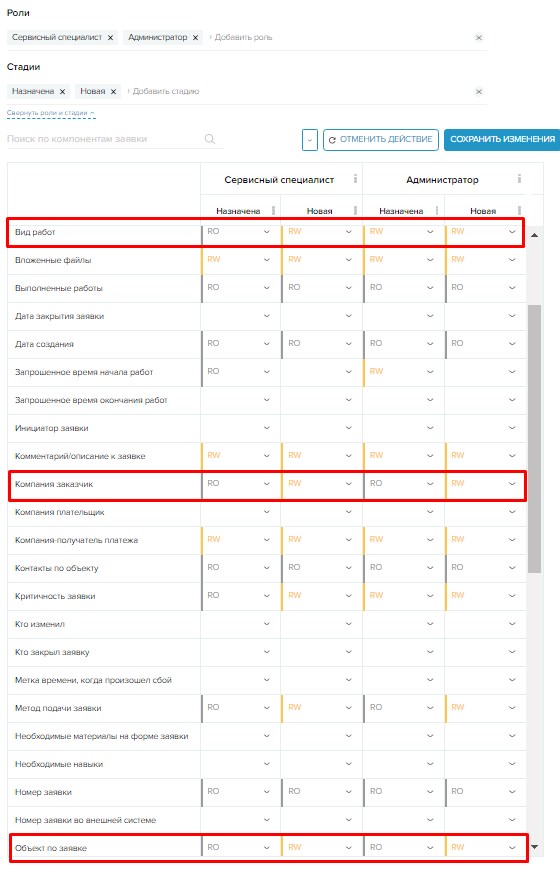 Роли
Сервисный специалист × Администратор × + Добавить роль ×
Стадии
Назначена × Новая × + Добавить стадию ×
Свернуть роли и стадии
Поиск по компонентам заявки ОТМЕНИТЬ ДЕЙСТВИЕ СОХРАНИТЬ ИЗМЕНЕНИЯ
Сервисный специалист Администратор
Назначена Новая Назначена Новая
Вид работ RO RW RW RW
Вложенные файлы RW RW RW RW
Выполненные работы RO RO RO RO
Дата закрытия заявки
Дата создания RO RO RO RO
Запрошенное время начала работ RO RW
Запрошенное время окончания работ
Инициатор заявки
Комментарий/описание к заявке RW RW RW RW
Компания заказчик RO RW RO RW
Компания плательщик
Компания-получатель платежа RW RW RW RW
Контакты по объекту RO RO RO RO
Критичность заявки RO RW RW RW
Кто изменил
Кто закрыл заявку
Метка времени, когда произошел сбой
Метод подачи заявки RO RW RO RW
Необходимые материалы на форме заявки
Необходимые навыки
Номер заявки RO RO RO RO
Номер заявки во внешней системе
Объект по заявке RO RW RO RW